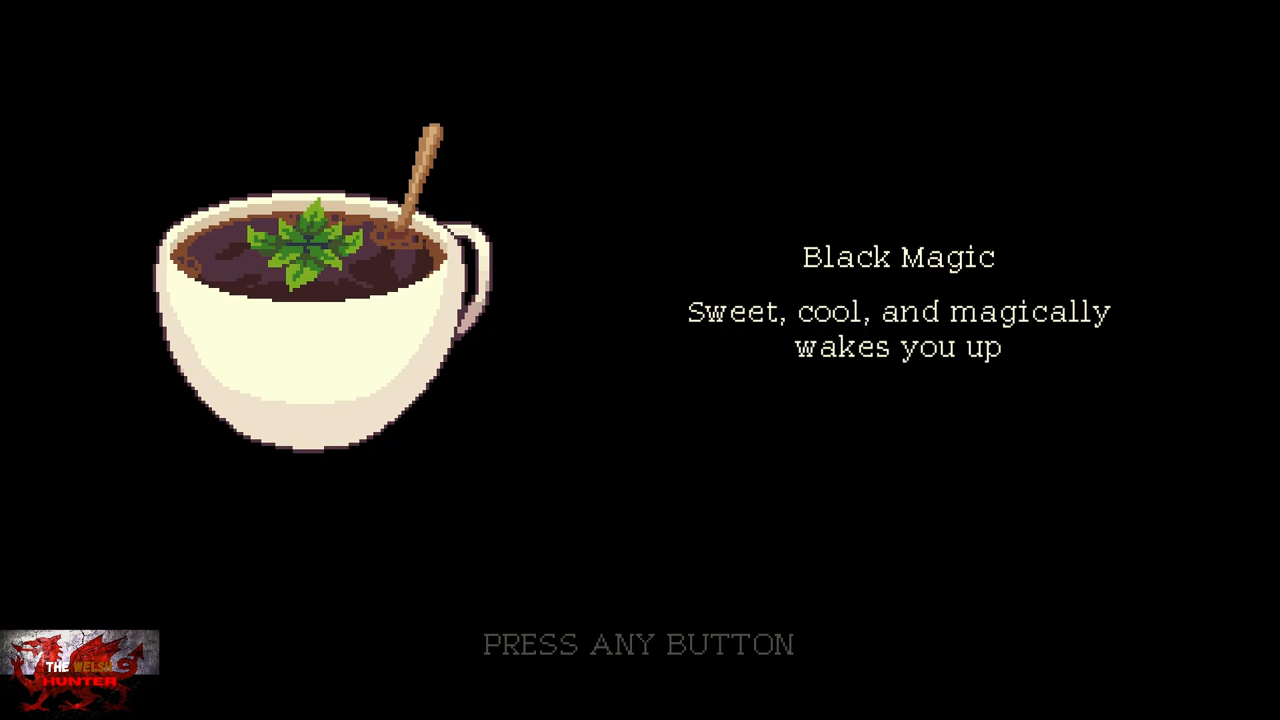 Black Magic
Sweet, cool, and magically
wakes you up
PRESS ANY BUTTON
THE WELSH
HUNTER